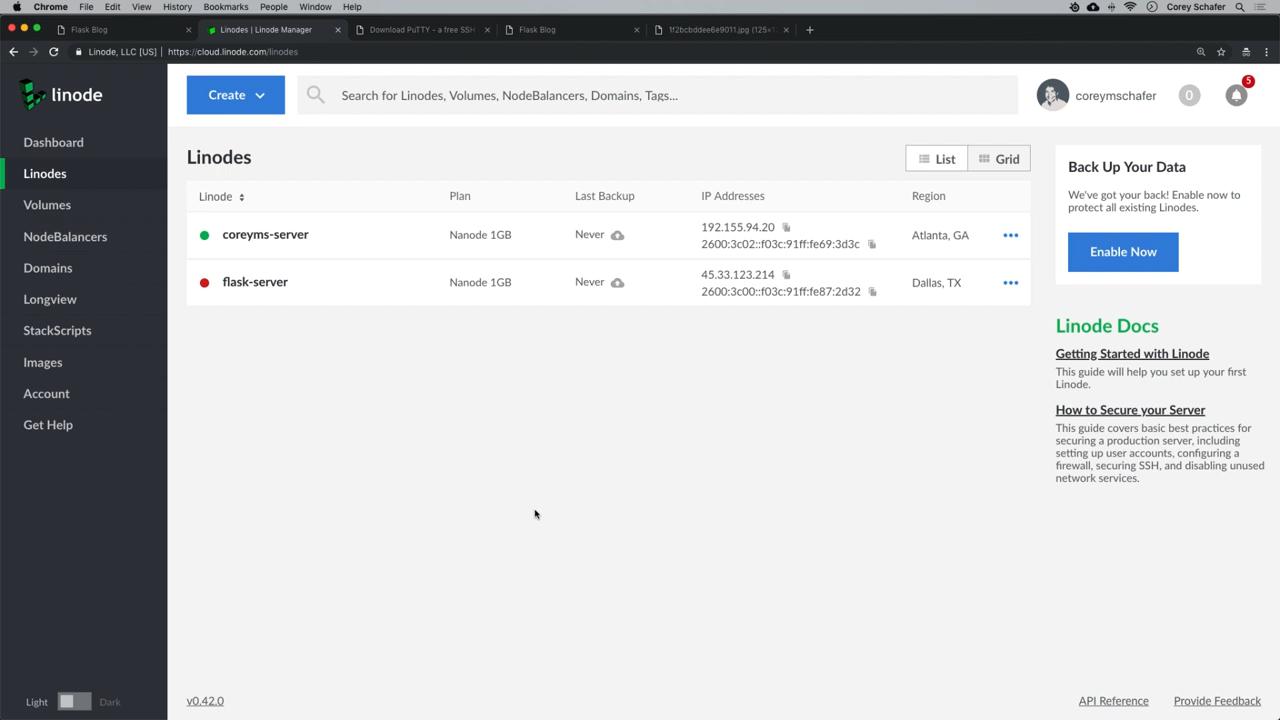 Chrome File Edit View History Bookmarks People Window Help Corey Schafer
Flask Blog Linodes | Linode Manager Download PuTTY - a free SSH Flask Blog 1f2bcbddee6e9011.jpg (125×1
Linode, LLC [US] https://cloud.linode.com/linodes
linode
Create
Search for Linodes, Volumes, NodeBalancers, Domains, Tags...
coreymschafer
0
5
Dashboard
Linodes
Volumes
NodeBalancers
Domains
Longview
StackScripts
Images
Account
Get Help
Light Dark
Linodes
List Grid
Linode Plan Last Backup IP Addresses Region
coreyms-server Nanode 1GB Never 192.155.94.20 Atlanta, GA
2600:3c02::f03c:91ff:fe69:3d3c
flask-server Nanode 1GB Never 45.33.123.214 Dallas, TX
2600:3c00::f03c:91ff:fe87:2d32
Back Up Your Data
We've got your back! Enable now to
protect all existing Linodes.
Enable Now
Linode Docs
Getting Started with Linode
This guide will help you set up your first
Linode.
How to Secure your Server
This guide covers basic best practices for
securing a production server, including
setting up user accounts, configuring a
firewall, securing SSH, and disabling unused
network services.
v0.42.0
API Reference Provide Feedback